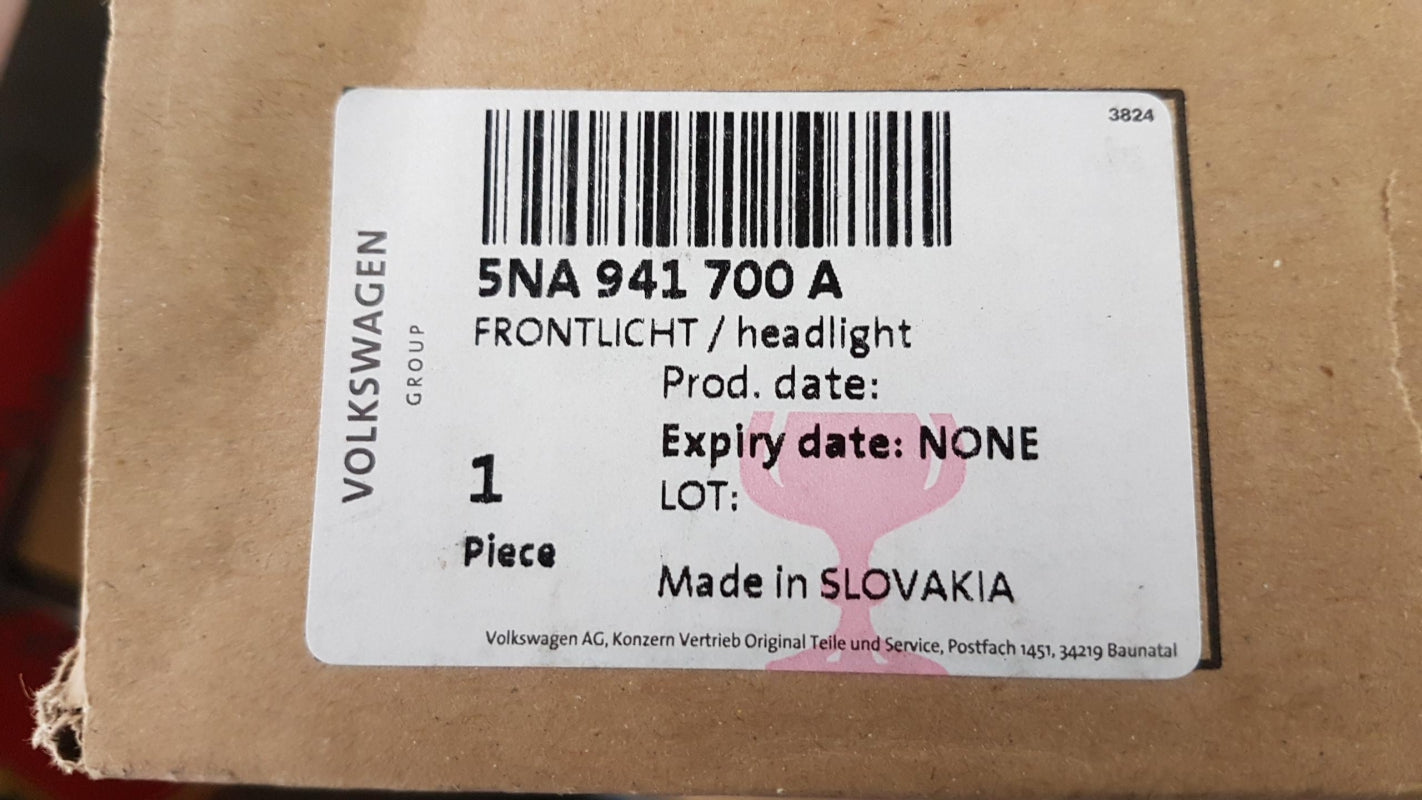 3824
VOLKSWAGEN
GROUP
5NA 941 700 A
FRONTLICHT / headlight
Prod. date:
Expiry date: NONE
LOT:
1
Piece
Made in SLOVAKIA
Volkswagen AG, Konzern Vertrieb Original Teile und Service, Postfach 1451, 34219 Baunatal